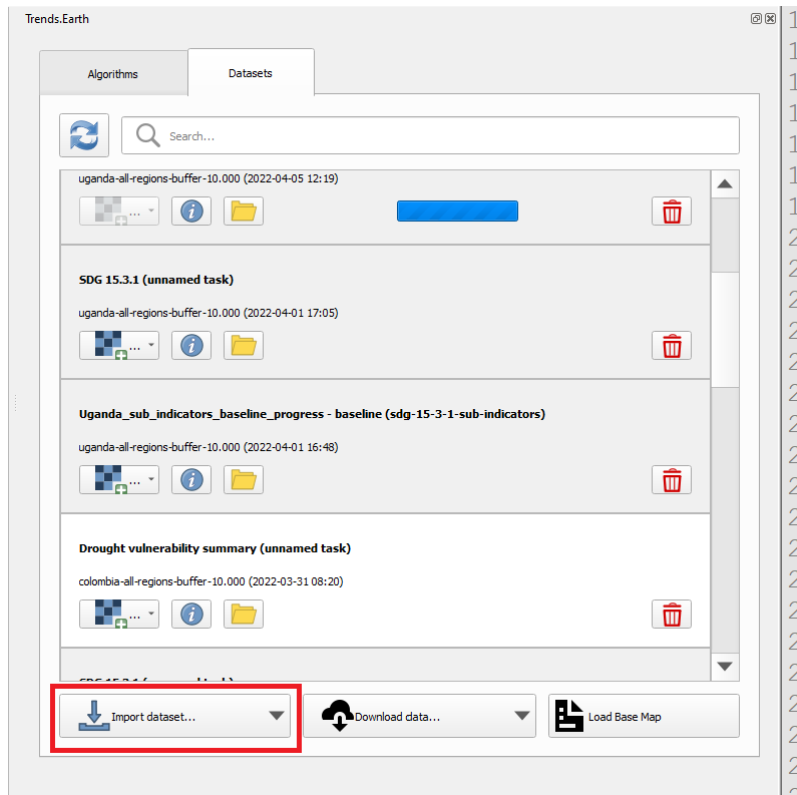 Trends.Earth
Algorithms
Datasets
Search...
uganda-all-regions-buffer-10.000 (2022-04-05 12:19)
...
SDG 15.3.1 (unnamed task)
uganda-all-regions-buffer-10.000 (2022-04-01 17:05)
...
Uganda_sub_indicators_baseline_progress - baseline (sdg-15-3-1-sub-indicators)
uganda-all-regions-buffer-10.000 (2022-04-01 16:48)
...
Drought vulnerability summary (unnamed task)
colombia-all-regions-buffer-10.000 (2022-03-31 08:20)
...
Import dataset...
Download data...
Load Base Map